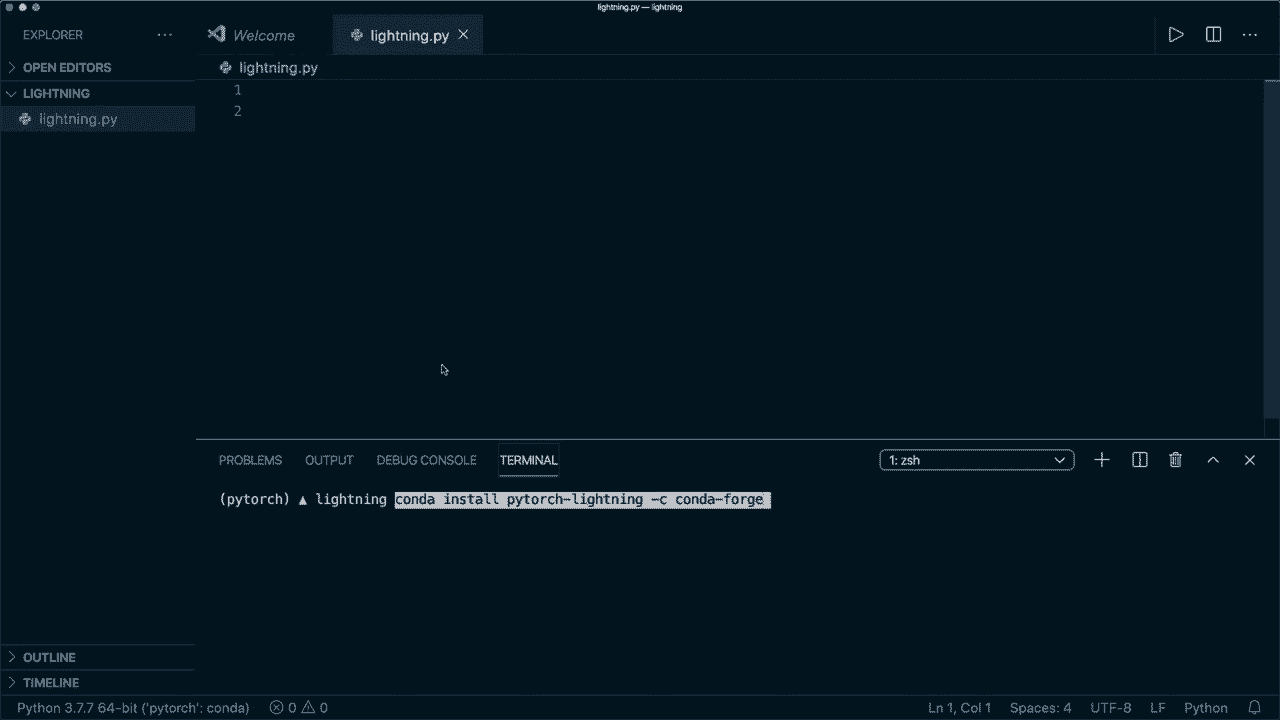 lightning.py — lightning
EXPLORER ···
Welcome
lightning.py
OPEN EDITORS
LIGHTNING
lightning.py
lightning.py
1
2
PROBLEMS OUTPUT DEBUG CONSOLE TERMINAL
1: zsh
(pytorch) ▲ lightning conda install pytorch-lightning -c conda-forge
OUTLINE
TIMELINE
Python 3.7.7 64-bit ('pytorch': conda) 0 0 Ln 1, Col 1 Spaces: 4 UTF-8 LF Python